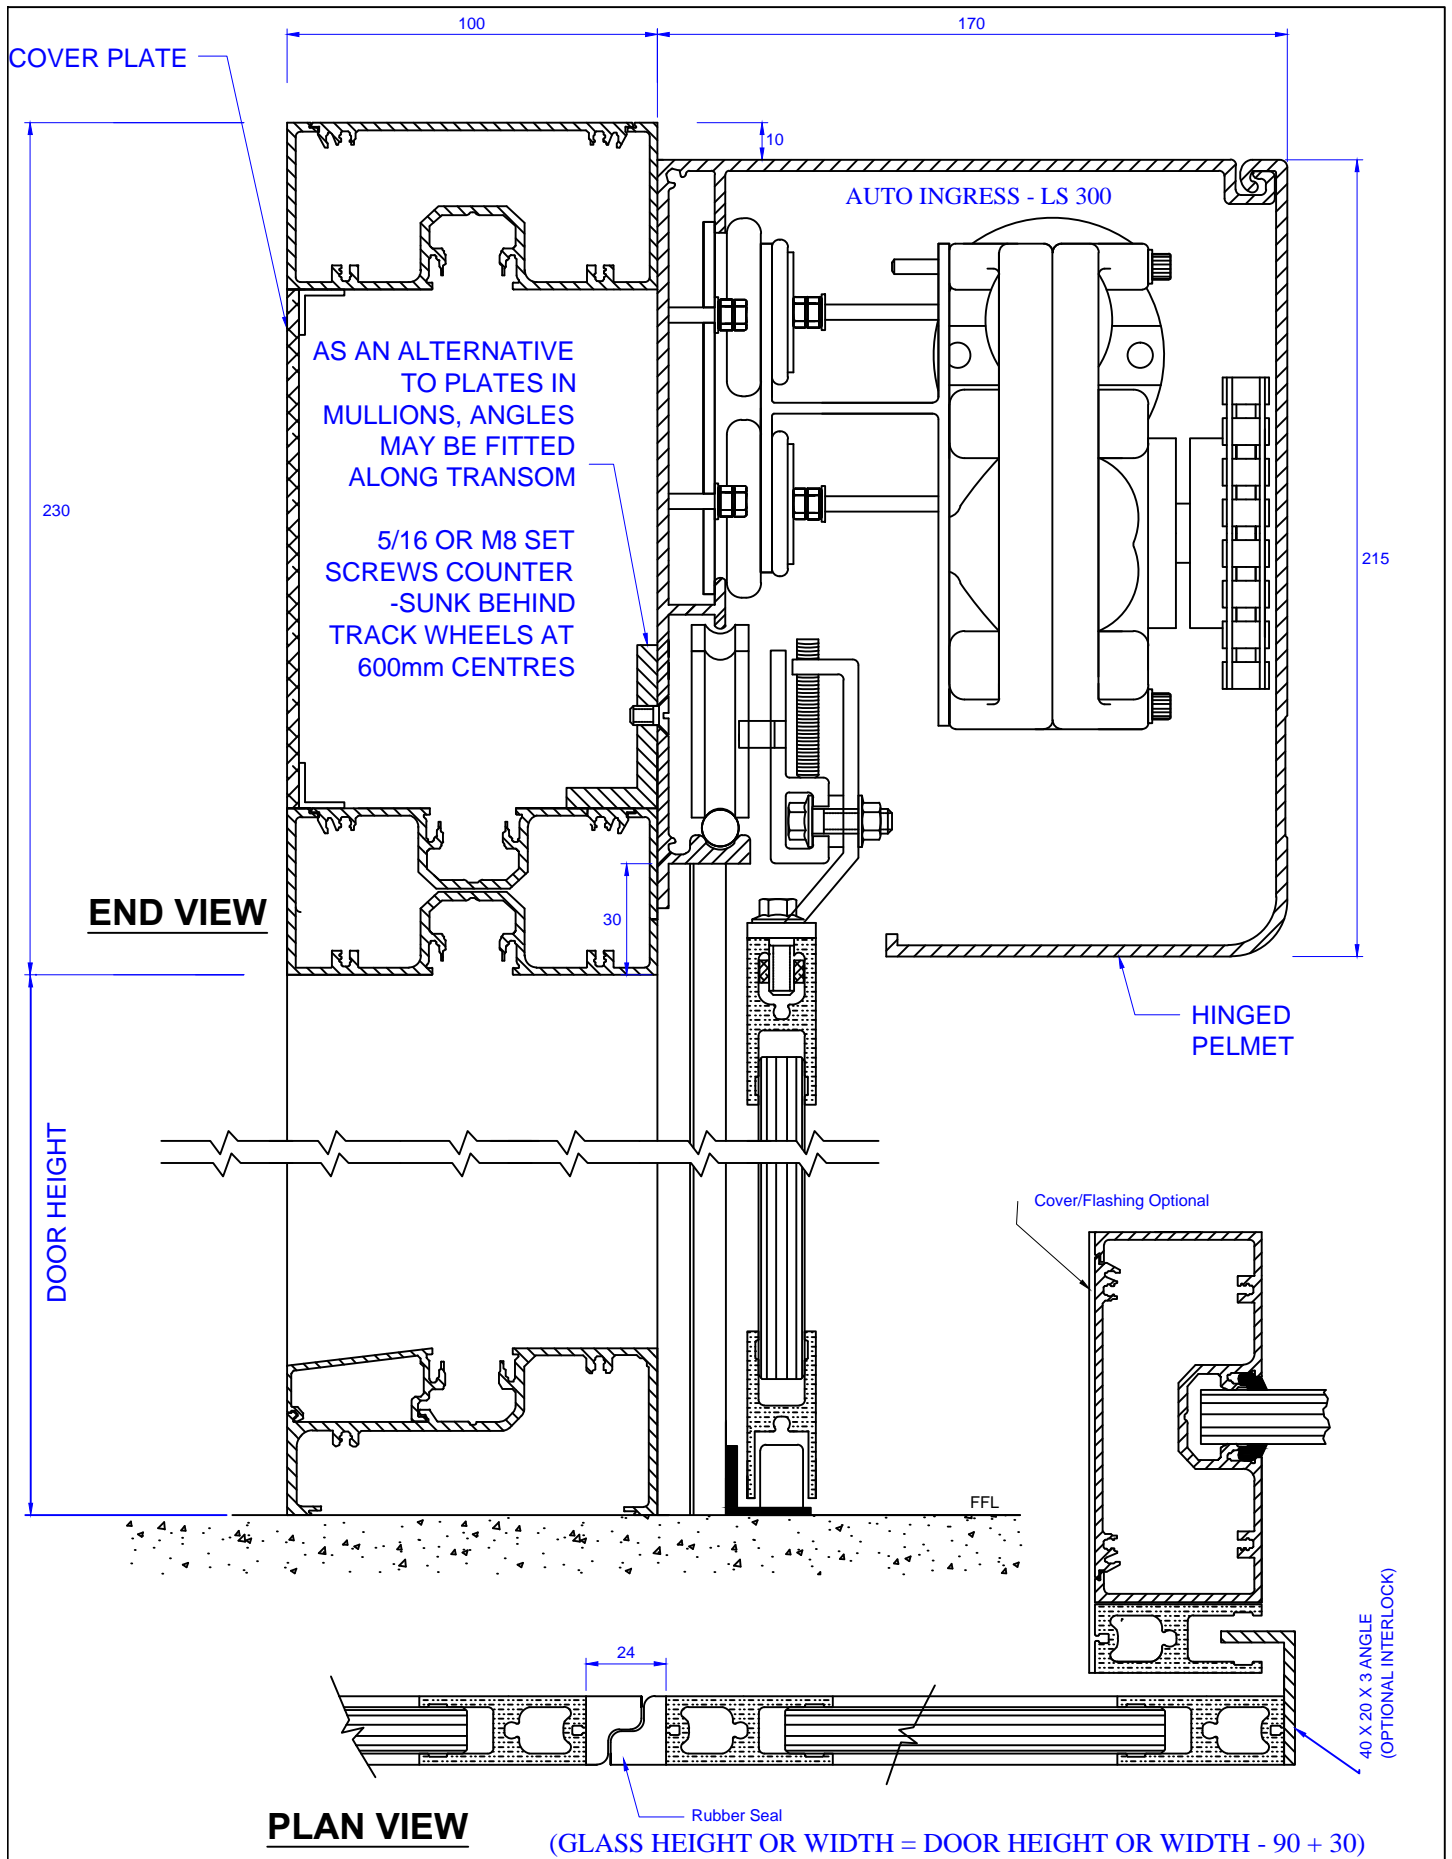 100
170
COVER PLATE
10
AUTO INGRESS - LS 300
AS AN ALTERNATIVE
TO PLATES IN
MULLIONS, ANGLES
MAY BE FITTED
ALONG TRANSOM
5/16 OR M8 SET
SCREWS COUNTER
-SUNK BEHIND
TRACK WHEELS AT
600mm CENTRES
230
215
END VIEW
30
HINGED
PELMET
DOOR HEIGHT
Cover/Flashing Optional
FFL
24
40 X 20 X 3 ANGLE
(OPTIONAL INTERLOCK)
Rubber Seal
PLAN VIEW
(GLASS HEIGHT OR WIDTH = DOOR HEIGHT OR WIDTH - 90 + 30)